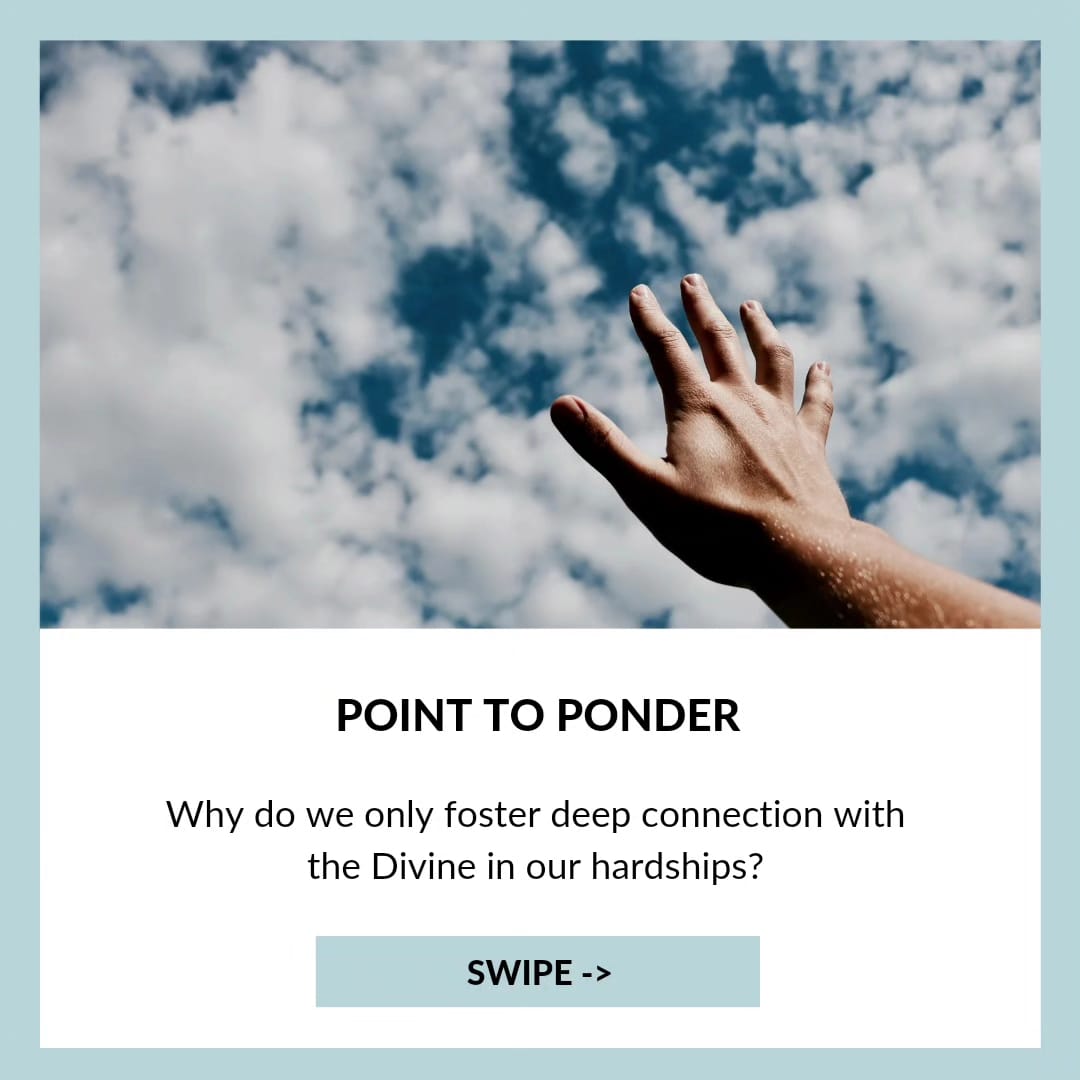 POINT TO PONDER
Why do we only foster deep connection with
the Divine in our hardships?
SWIPE ->